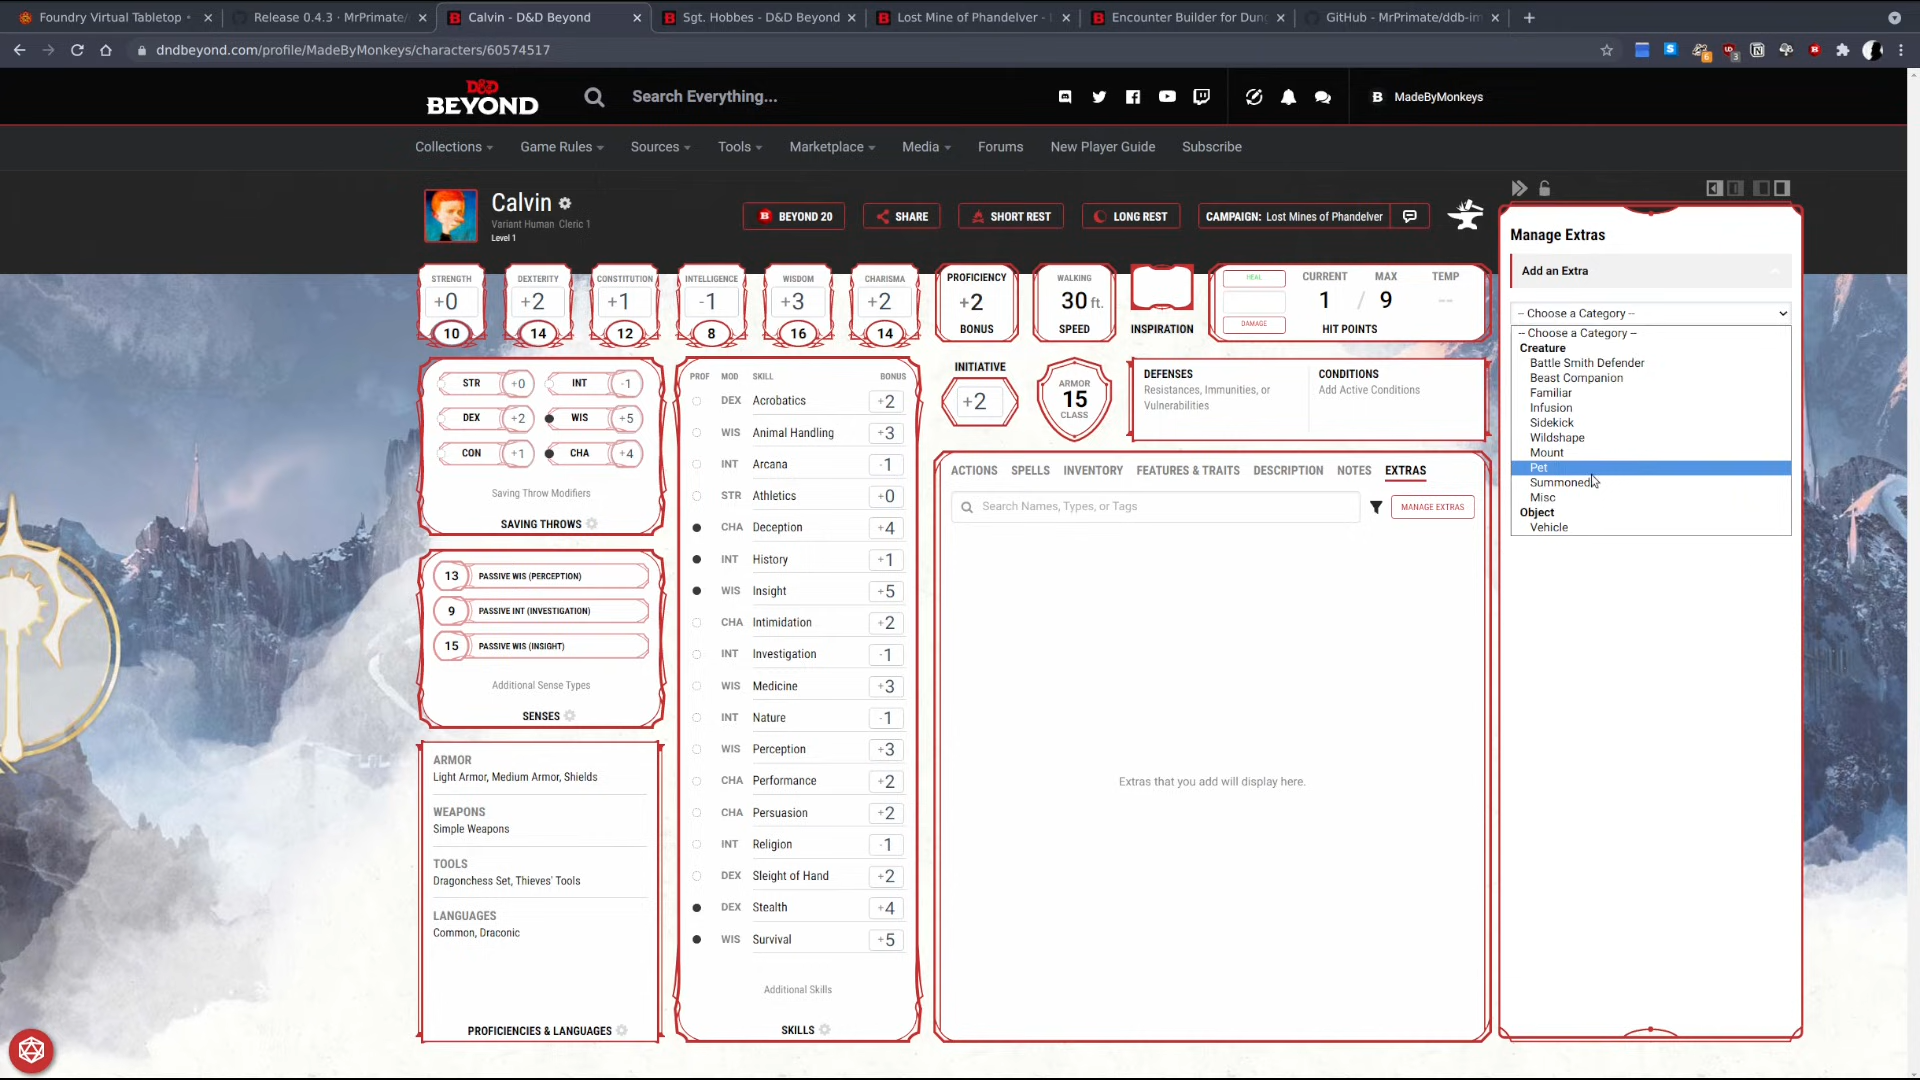 Foundry Virtual Tabletop •
Release 0.4.3 · MrPrimate/
Calvin - D&D Beyond
Sgt. Hobbes - D&D Beyond
Lost Mine of Phandelver -
Encounter Builder for Dun
GitHub - MrPrimate/ddb-im
dndbeyond.com/profile/MadeByMonkeys/characters/60574517
D&D
BEYOND
Search Everything...
MadeByMonkeys
Collections
Game Rules
Sources
Tools
Marketplace
Media
Forums
New Player Guide
Subscribe
Calvin
Variant Human Cleric 1
Level 1
BEYOND 20
SHARE
SHORT REST
LONG REST
CAMPAIGN: Lost Mines of Phandelver
STRENGTH
+0
10
DEXTERITY
+2
14
CONSTITUTION
+1
12
INTELLIGENCE
-1
8
WISDOM
+3
16
CHARISMA
+2
14
PROFICIENCY
+2
BONUS
WALKING
30 ft.
SPEED
INSPIRATION
HEAL
DAMAGE
CURRENT
1
/
MAX
9
TEMP
--
HIT POINTS
STR +0
INT -1
DEX +2
WIS +5
CON +1
CHA +4
Saving Throw Modifiers
SAVING THROWS
13 PASSIVE WIS (PERCEPTION)
9 PASSIVE INT (INVESTIGATION)
15 PASSIVE WIS (INSIGHT)
Additional Sense Types
SENSES
ARMOR
Light Armor, Medium Armor, Shields
WEAPONS
Simple Weapons
TOOLS
Dragonchess Set, Thieves' Tools
LANGUAGES
Common, Draconic
PROFICIENCIES & LANGUAGES
PROF MOD SKILL BONUS
DEX Acrobatics +2
WIS Animal Handling +3
INT Arcana -1
STR Athletics +0
CHA Deception +4
INT History +1
WIS Insight +5
CHA Intimidation +2
INT Investigation -1
WIS Medicine +3
INT Nature -1
WIS Perception +3
CHA Performance +2
CHA Persuasion +2
INT Religion -1
DEX Sleight of Hand +2
DEX Stealth +4
WIS Survival +5
Additional Skills
SKILLS
INITIATIVE
+2
ARMOR
15
CLASS
DEFENSES
Resistances, Immunities, or
Vulnerabilities
CONDITIONS
Add Active Conditions
ACTIONS
SPELLS
INVENTORY
FEATURES & TRAITS
DESCRIPTION
NOTES
EXTRAS
Search Names, Types, or Tags
MANAGE EXTRAS
Extras that you add will display here.
Manage Extras
Add an Extra
-- Choose a Category --
-- Choose a Category --
Creature
Battle Smith Defender
Beast Companion
Familiar
Infusion
Sidekick
Wildshape
Mount
Pet
Summoned
Misc
Object
Vehicle